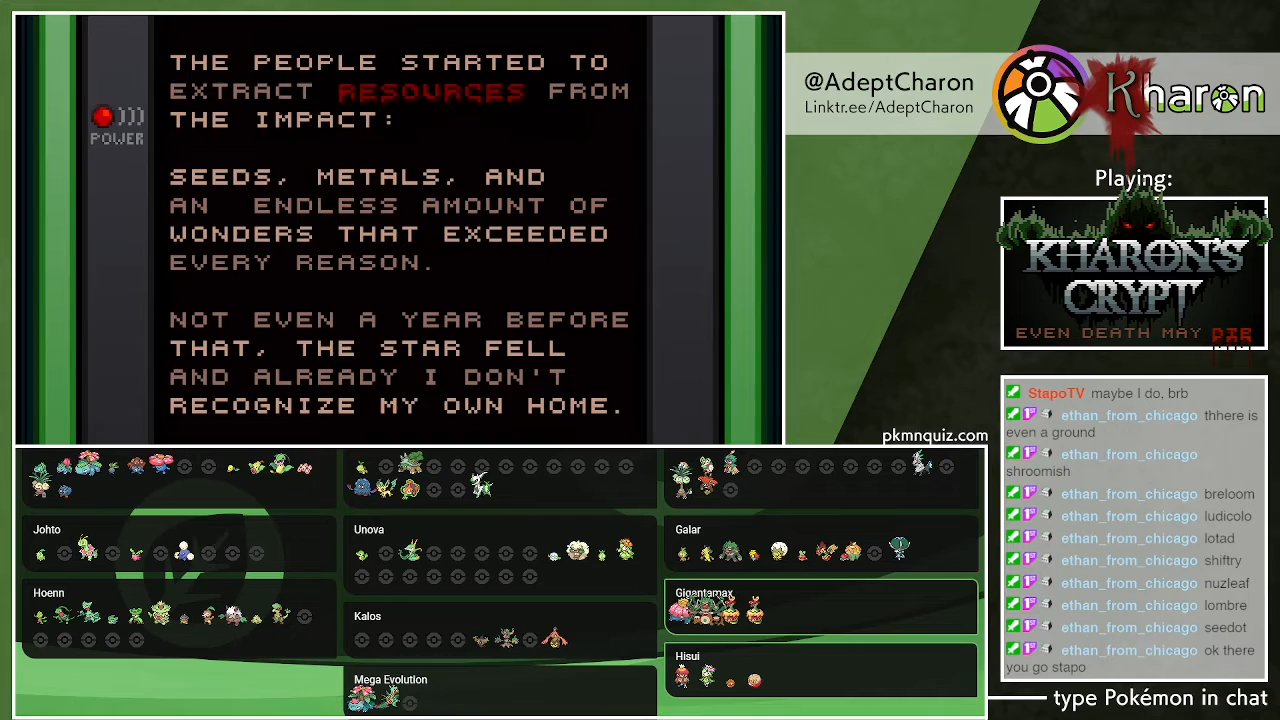 THE PEOPLE STARTED TO
EXTRACT RESOURCES FROM
THE IMPACT:
SEEDS, METALS, AND
AN ENDLESS AMOUNT OF
WONDERS THAT EXCEEDED
EVERY REASON.
NOT EVEN A YEAR BEFORE
THAT, THE STAR FELL
AND ALREADY I DON'T
RECOGNIZE MY OWN HOME.
POWER
@AdeptCharon
Linktr.ee/AdeptCharon
Kharon
Playing:
KHARON'S
CRYPT
EVEN DEATH MAY DIE
StapoTV maybe I do, brb
ethan_from_chicago thhere is
even a ground
ethan_from_chicago
shroomish
ethan_from_chicago breloom
ethan_from_chicago ludicolo
ethan_from_chicago lotad
ethan_from_chicago shiftry
ethan_from_chicago nuzleaf
ethan_from_chicago lombre
ethan_from_chicago seedot
ethan_from_chicago ok there
you go stapo
type Pokémon in chat
pkmnquiz.com
Johto
Hoenn
Unova
Kalos
Mega Evolution
Galar
Gigantamax
Hisui